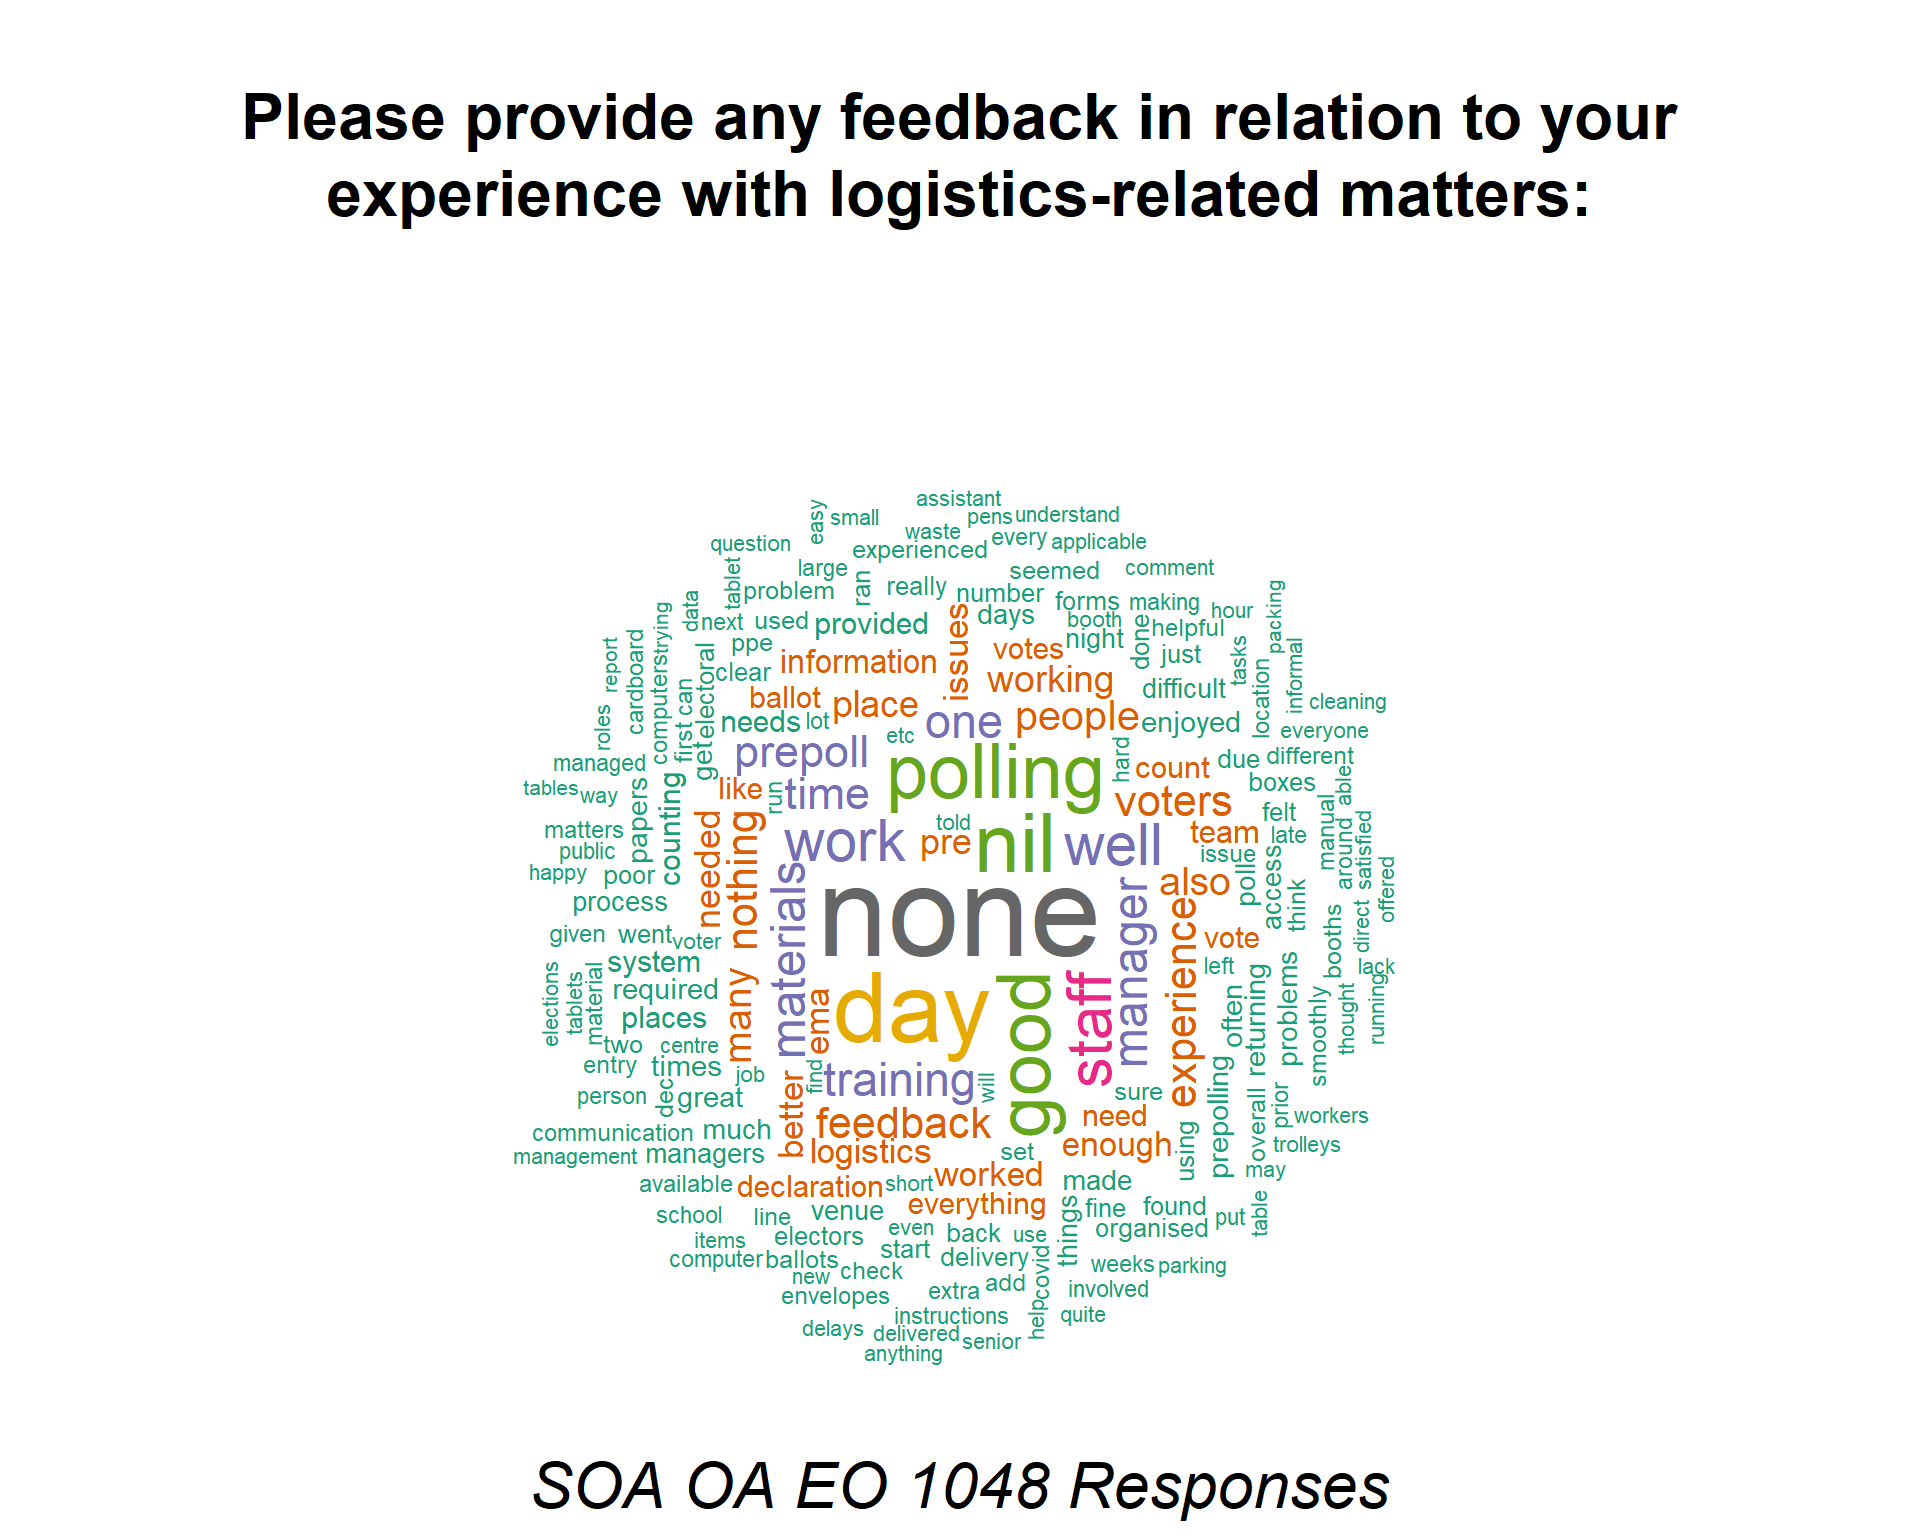 Please provide any feedback in relation to your
experience with logistics-related matters:
assistant
easy
small
pens
understand
waste
question
experienced
every
applicable
large
tablet
problem
ran
really
seemed
comment
number
forms
making
hour
packing
data
trying
next
used
provided
issues
days
booth
night
done
helpful
ppe
votes
just
tasks
informal
report
cardboard
computers
electoral
clear
information
working
difficult
location
cleaning
can
first
ballot
place
needs
lot
one
people
enjoyed
everyone
roles
get
etc
prepoll
polling
hard
count
due
different
managed
tables
way
like
run
time
voters
boxes
able
papers
counting
needed
nothing
told
felt
manual
matters
public
work
pre
nil
well
team
late
around
satisfied
happy
poor
issue
polle
access
think
offered
process
materials
none
manager
also
experience
given
went
voter
vote
booths
direct
system
many
left
lack
elections
tablets
material
required
ema
day
good
staff
often
returning
problems
smoothly
thought
running
places
two
centre
entry
times
job
find
training
will
sure
person
dec
great
better
feedback
need
prepolling
overall
prior
workers
communication
much
logistics
set
enough
using
trolleys
management
managers
may
available
declaration
short
worked
made
everything
school
line
venue
even
back
use
things
fine
found
put
table
items
electors
organised
computer
ballots
start
delivery
covid
weeks
parking
new
check
envelopes
extra
add
involved
instructions
help
quite
delays
delivered
senior
anything
SOA OA EO 1048 Responses